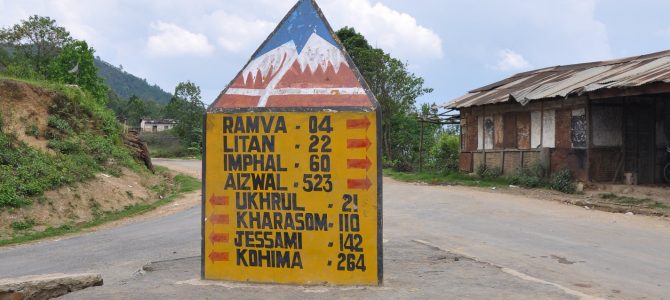 RAMVA - 04
LITAN - 22
IMPHAL - 60
AIZWAL - 523
UKHRUL - 21
KHARASOM - 110
JESSAMI - 142
KOHIMA - 264